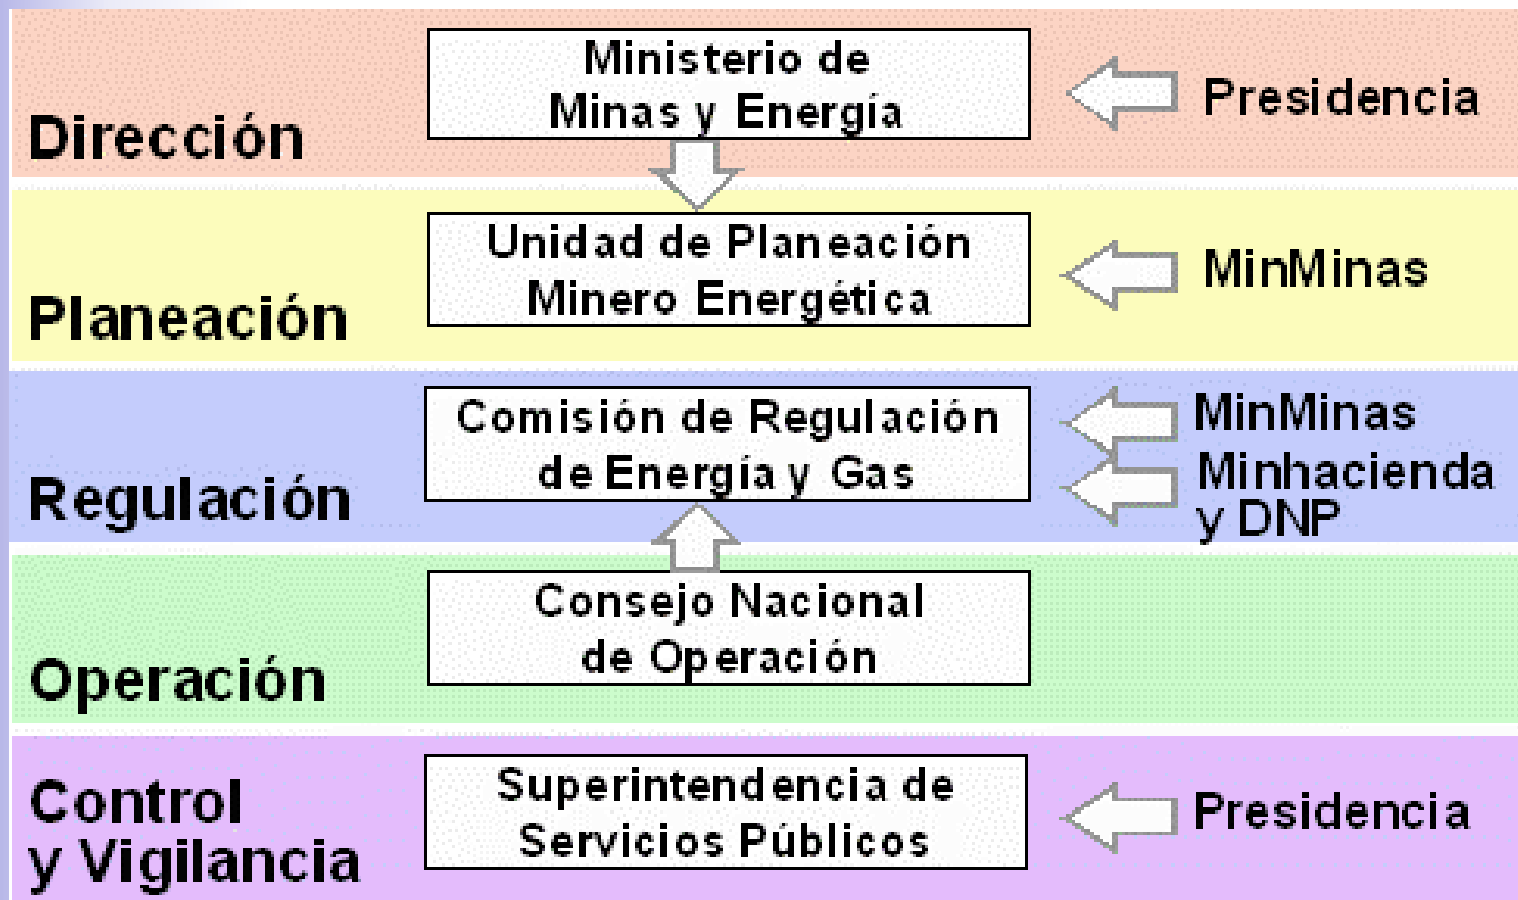 Dirección
Ministerio de
Minas y Energía
Presidencia
Planeación
Unidad de Planeación
Minero Energética
MinMinas
Regulación
Comisión de Regulación
de Energía y Gas
MinMinas
Minhacienda
y DNP
Operación
Consejo Nacional
de Operación
Control
y Vigilancia
Superintendencia de
Servicios Públicos
Presidencia